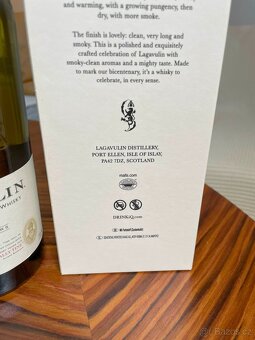 and warming, with a growing pungency, then
dry, with more smoke.
The finish is lovely: clean, very long and
smoky. This is a polished and exquisitely
crafted celebration of Lagavulin with
smoky-clean aromas and a mighty taste. Made
to mark our bicentenary, it's a whisky to
celebrate, in every sense.
LAGAVULIN DISTILLERY,
PORT ELLEN, ISLE OF ISLAY,
PA42 7DZ, SCOTLAND
malts.com
DRINKiQ.com
LIN
WHISKY